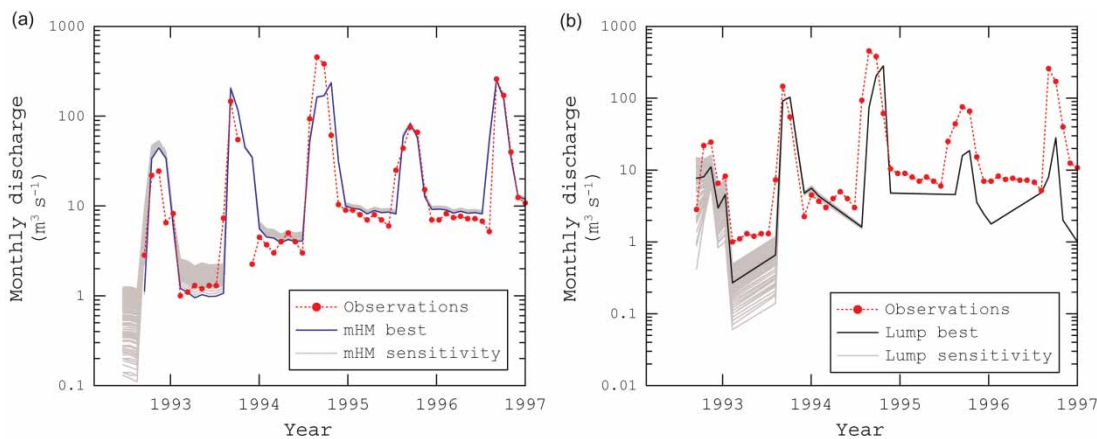 (a)
1000
100
10
1
0.1
Monthly discharge
(m³ s⁻¹)
Observations
mHM best
mHM sensitivity
1993
1994
1995
1996
1997
Year
(b)
1000
100
10
1
0.1
0.01
Monthly discharge
(m³ s⁻¹)
Observations
Lump best
Lump sensitivity
1993
1994
1995
1996
1997
Year